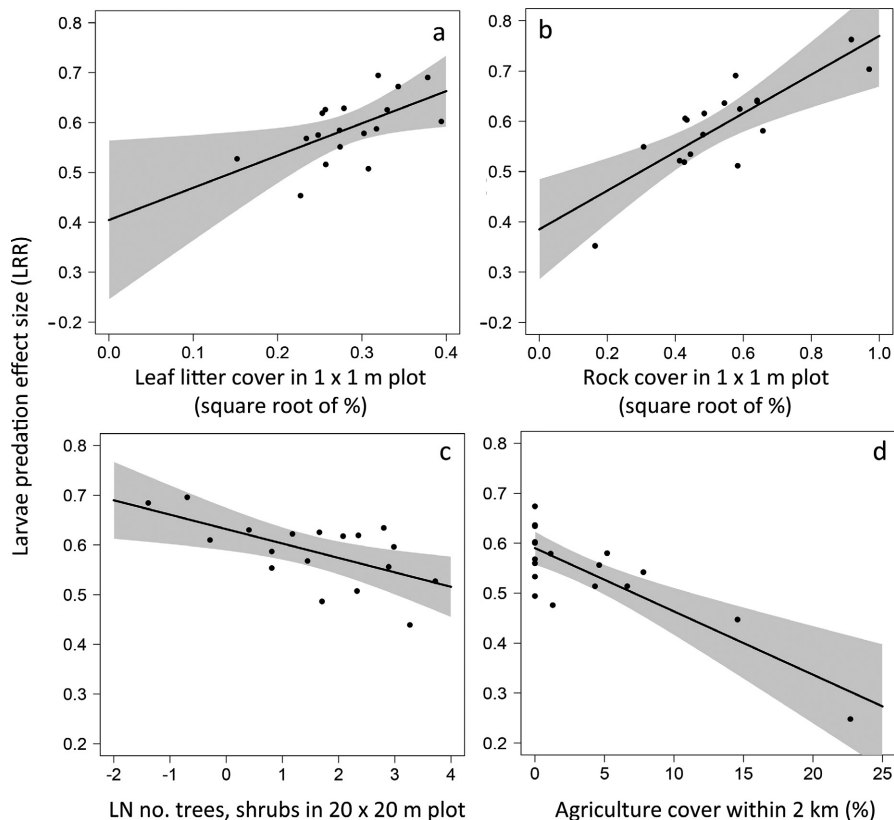 Larvae predation effect size (LRR)
a
0.8
0.7
0.6
0.5
0.4
0.3
-0.2
0.0 0.1 0.2 0.3 0.4
Leaf litter cover in 1 x 1 m plot
(square root of %)
b
0.8
0.7
0.6
0.5
0.4
0.3
-0.2
0.0 0.2 0.4 0.6 0.8 1.0
Rock cover in 1 x 1 m plot
(square root of %)
c
0.8
0.7
0.6
0.5
0.4
0.3
0.2
-2 -1 0 1 2 3 4
LN no. trees, shrubs in 20 x 20 m plot
d
0.8
0.7
0.6
0.5
0.4
0.3
0.2
0 5 10 15 20 25
Agriculture cover within 2 km (%)